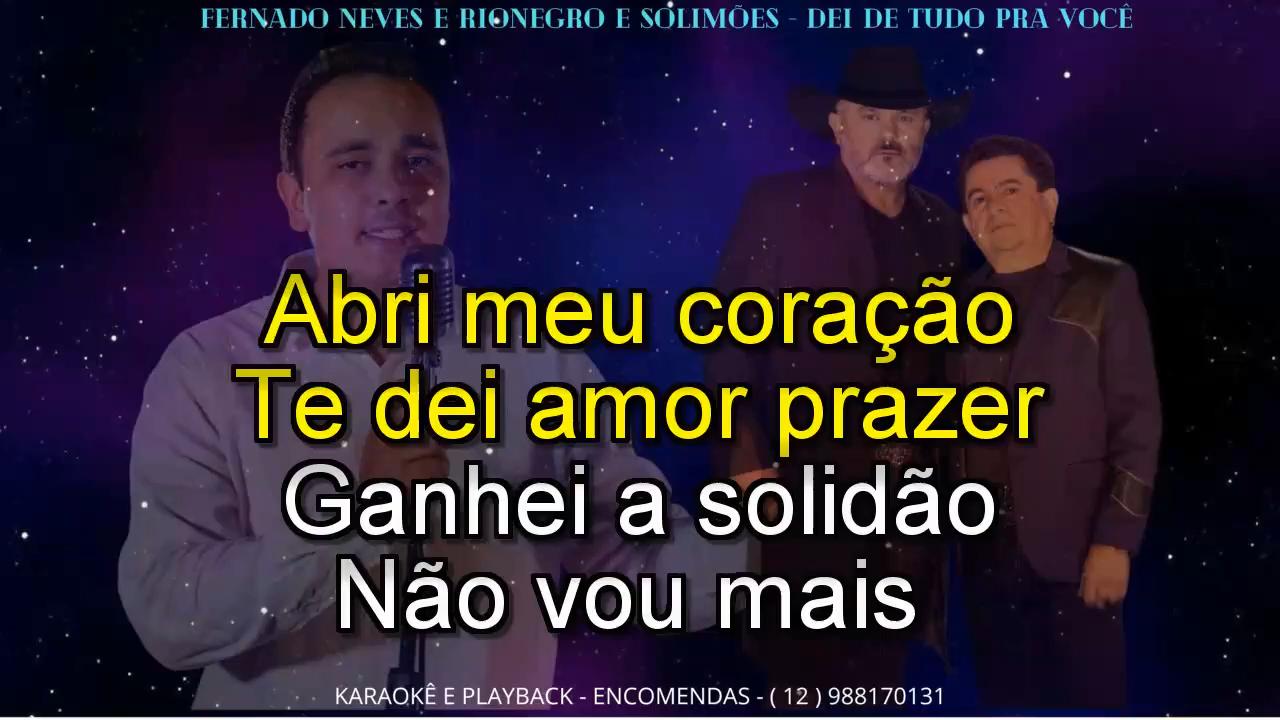 FERNADO NEVES E RIONEGRO E SOLIMÕES - DEI DE TUDO PRA VOCÊ
Abri meu coração
Te dei amor prazer
Ganhei a solidão
Não vou mais
KARAOKÊ E PLAYBACK - ENCOMENDAS - ( 12 ) 988170131